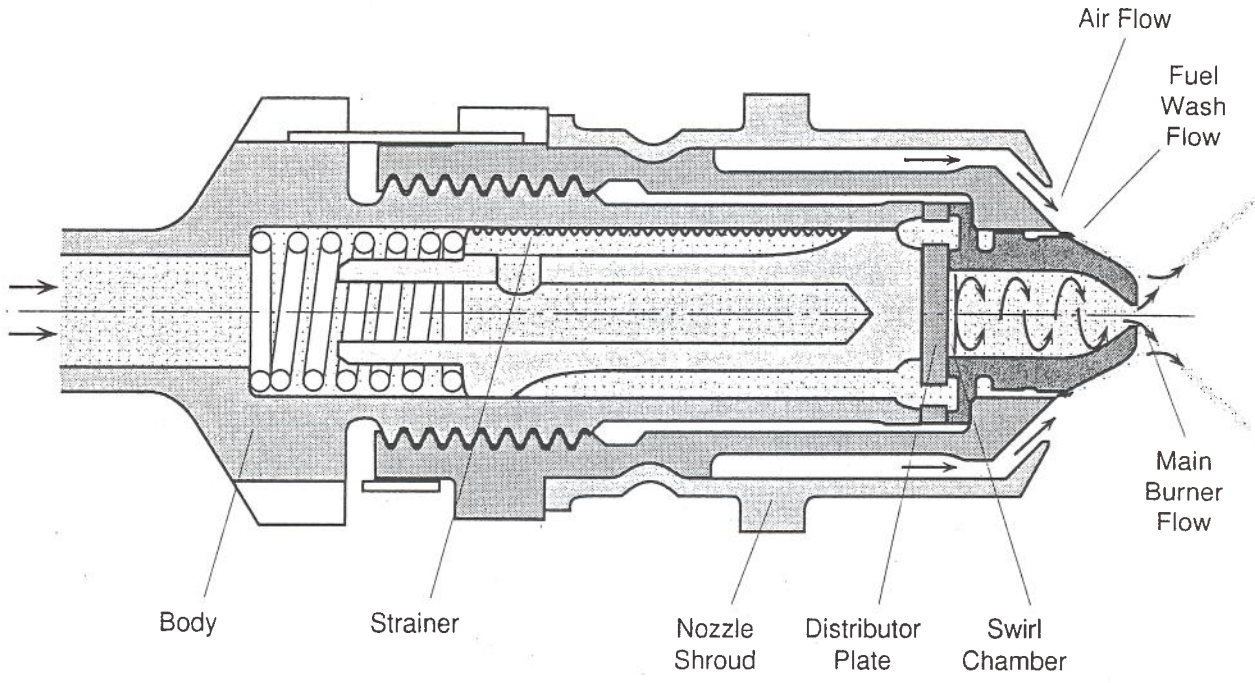 Air Flow
Fuel
Wash
Flow
Main
Burner
Flow
Body
Strainer
Nozzle
Shroud
Distributor
Plate
Swirl
Chamber